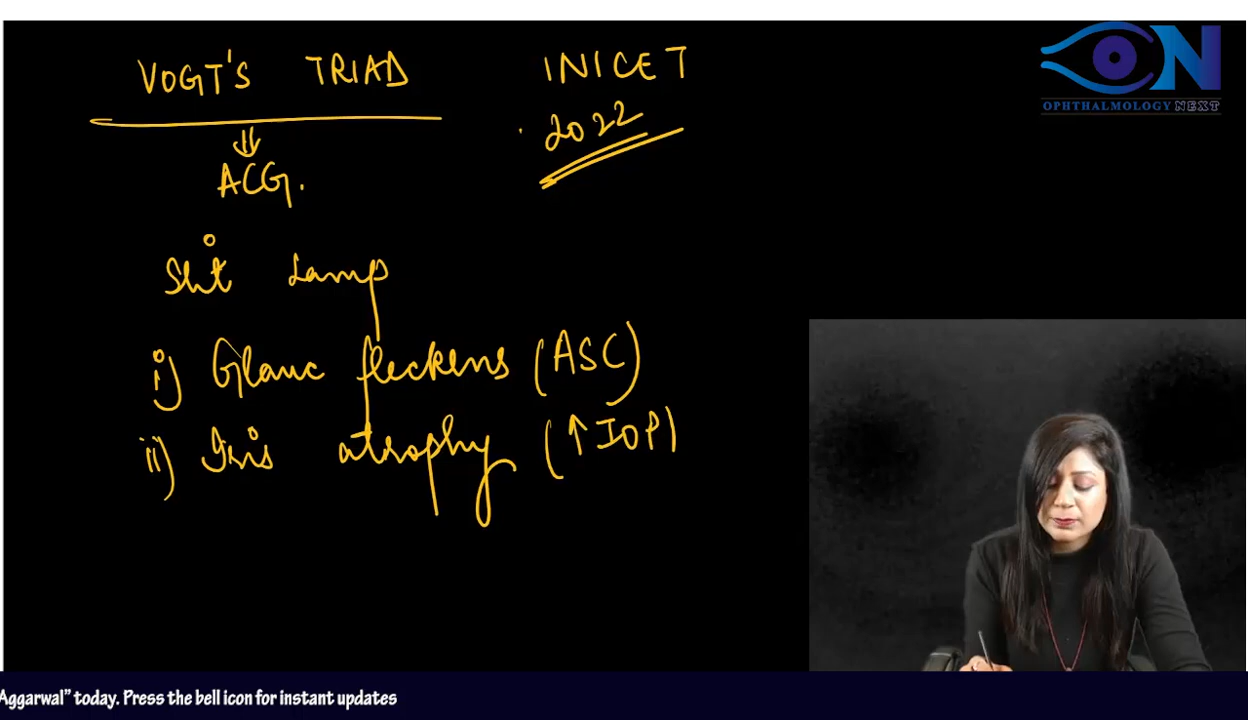 VOGT'S TRIAD INICET
2022
ACG.
Slit Lamp
i) Glauc fleckens (ASC)
ii) Iris atrophy (↑ IOP)
ON
OPHTHALMOLOGY NEXT
Aggarwal” today. Press the bell icon for instant updates